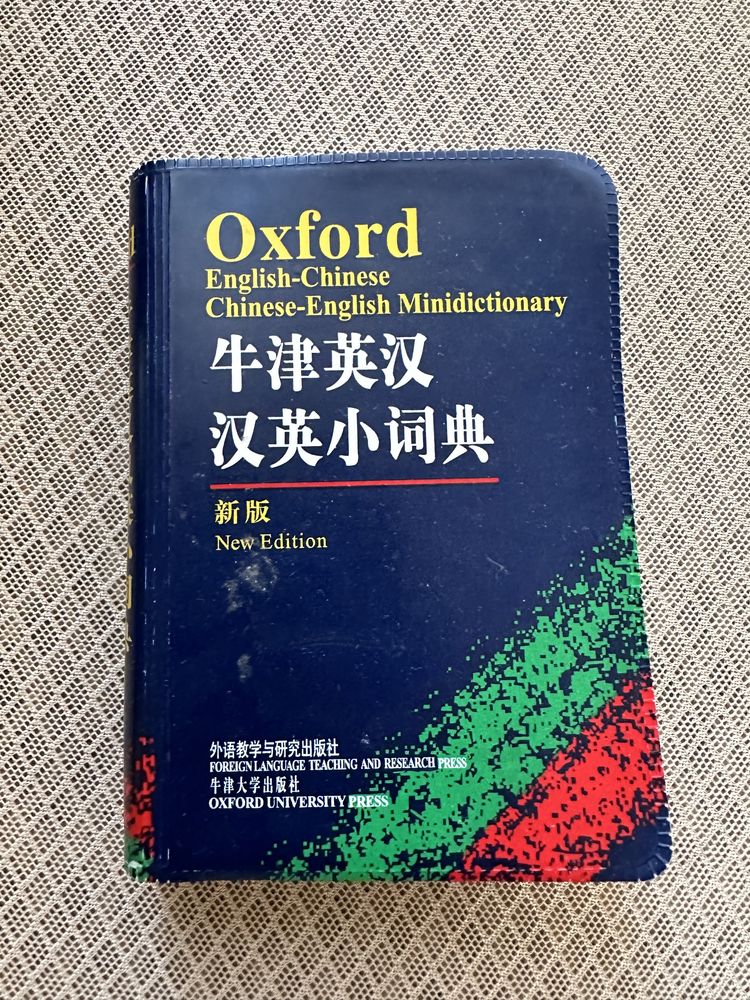 Oxford
English-Chinese
Chinese-English Minidictionary
牛津英汉
汉英小词典
新版
New Edition
外语教学与研究出版社
FOREIGN LANGUAGE TEACHING AND RESEARCH PRESS
牛津大学出版社
OXFORD UNIVERSITY PRESS